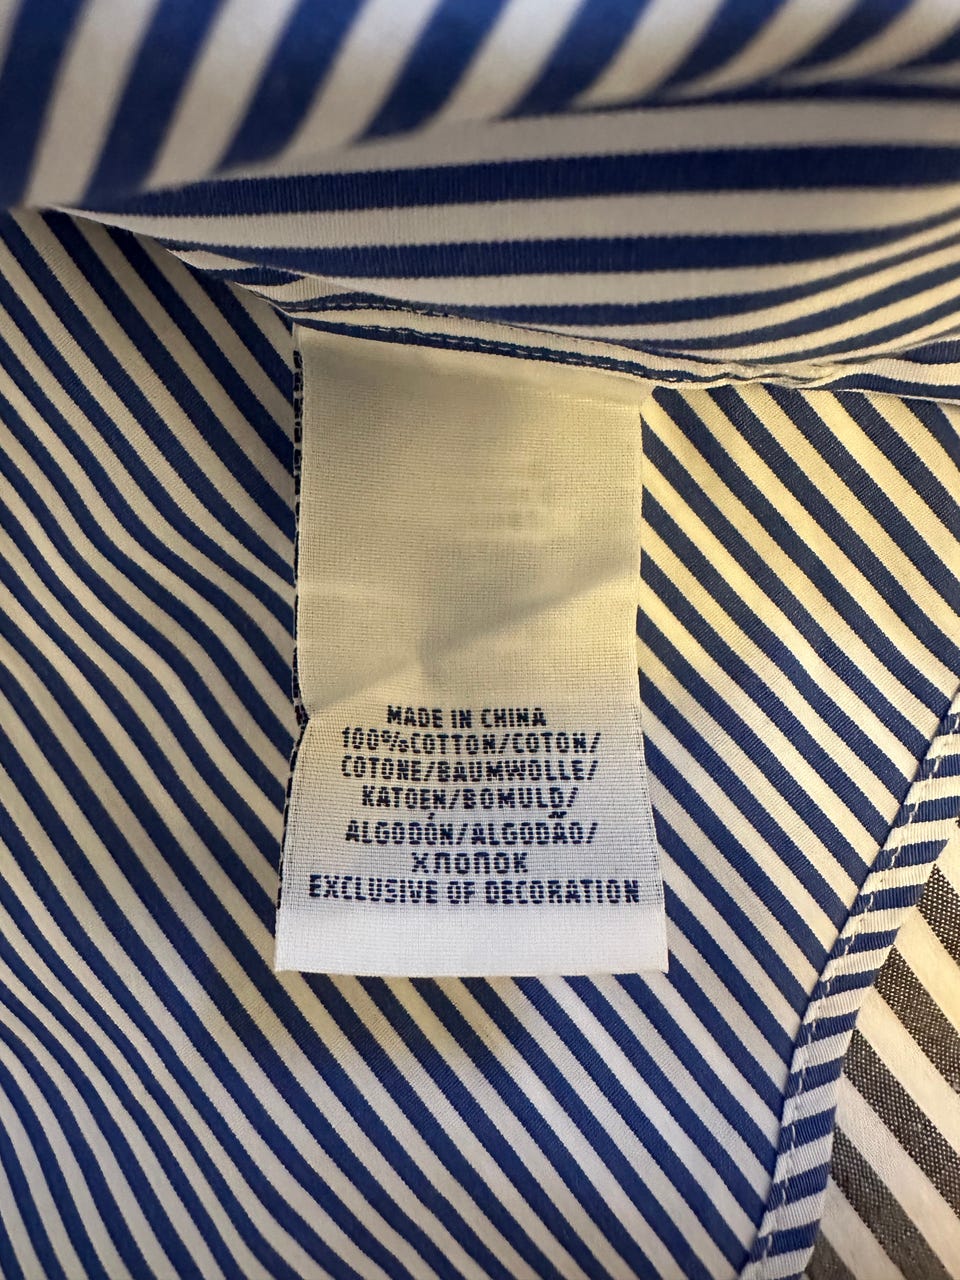 MADE IN CHINA
100%COTTON/COTON/
COTONE/BAUMWOLLE/
KATOEN/BOMULD/
ALGODÓN/ALGODÃO/
ХЛОПОК
EXCLUSIVE OF DECORATION